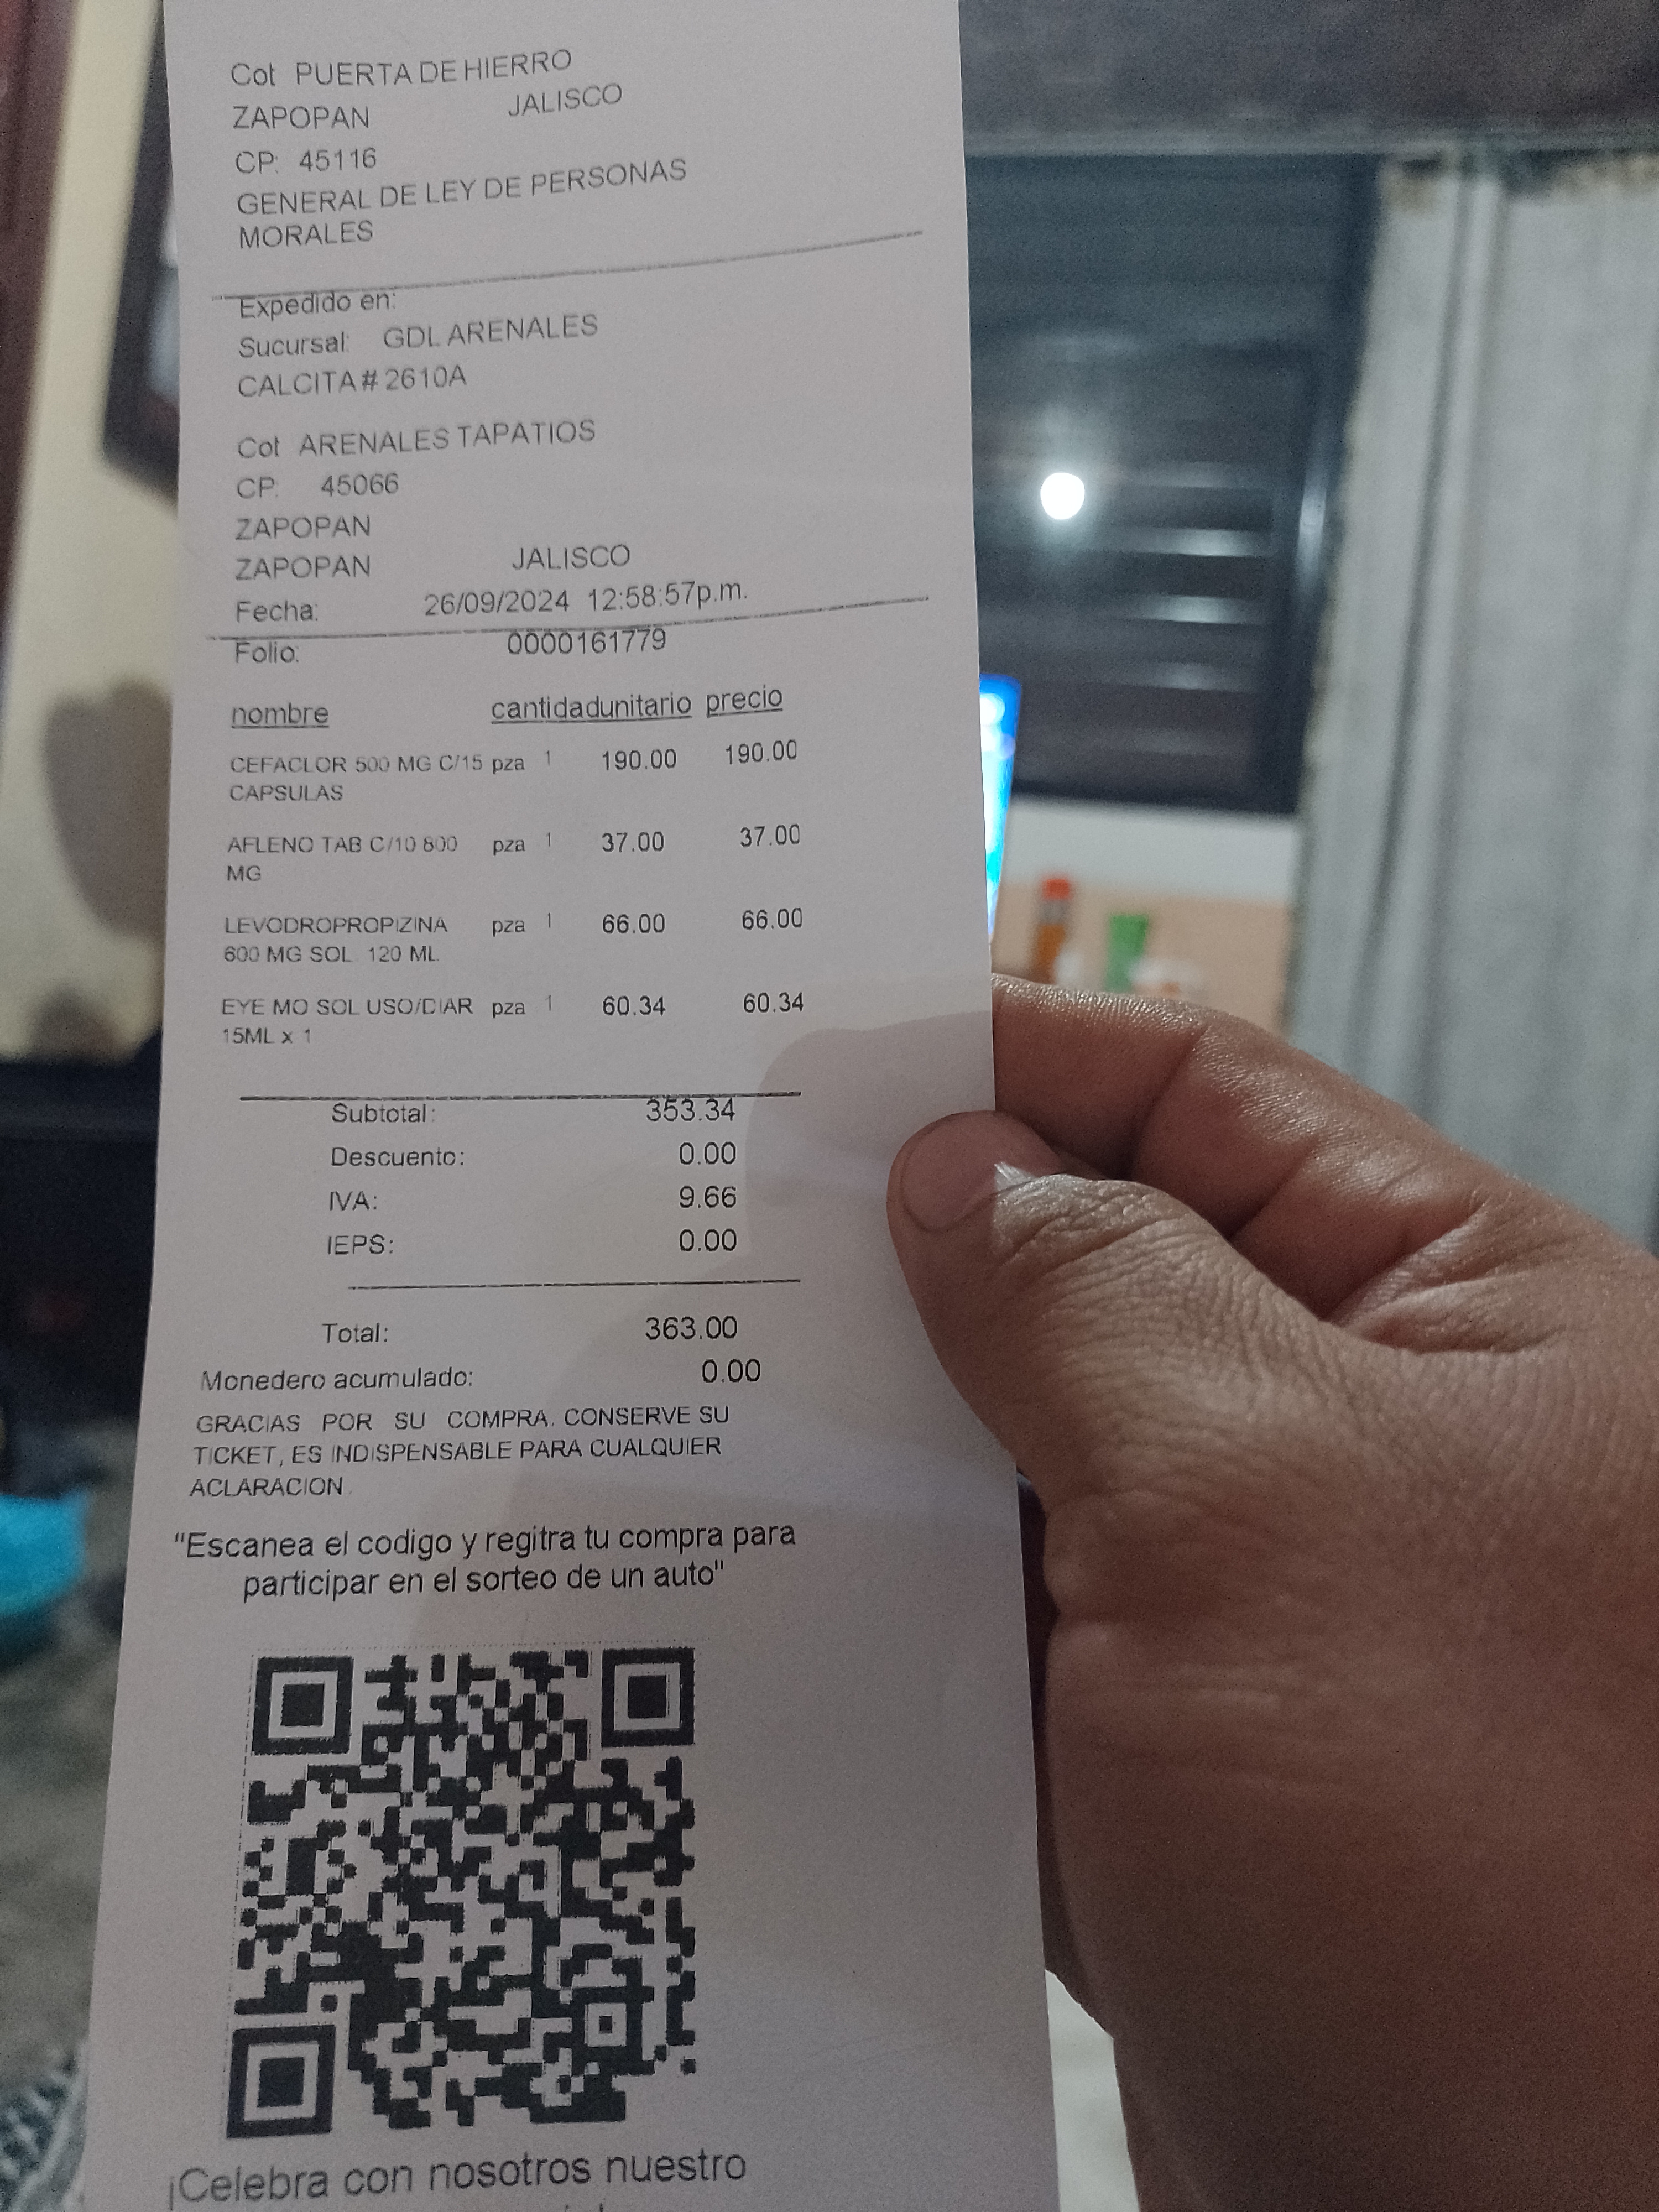 Cot PUERTA DE HIERRO
ZAPOPAN JALISCO
CP: 45116
GENERAL DE LEY DE PERSONAS
MORALES
Expedido en:
Sucursal: GDL ARENALES
CALCITA # 2610A
Cot ARENALES TAPATIOS
CP: 45066
ZAPOPAN
ZAPOPAN JALISCO
Fecha: 26/09/2024 12:58:57p.m.
Folio: 0000161779
nombre cantidadunitario precio
CEFACLOR 500 MG C/15 pza 1 190.00 190.00
CAPSULAS
AFLENO TAB C/10 800 pza 1 37.00 37.00
MG
LEVODROPROPIZINA pza 1 66.00 66.00
600 MG SOL. 120 ML
EYE MO SOL USO/DIAR pza 1 60.34 60.34
15ML x 1
Subtotal: 353.34
Descuento: 0.00
IVA: 9.66
IEPS: 0.00
Total: 363.00
Monedero acumulado: 0.00
GRACIAS POR SU COMPRA. CONSERVE SU
TICKET, ES INDISPENSABLE PARA CUALQUIER
ACLARACION.
"Escanea el codigo y regitra tu compra para
participar en el sorteo de un auto"
¡Celebra con nosotros nuestro